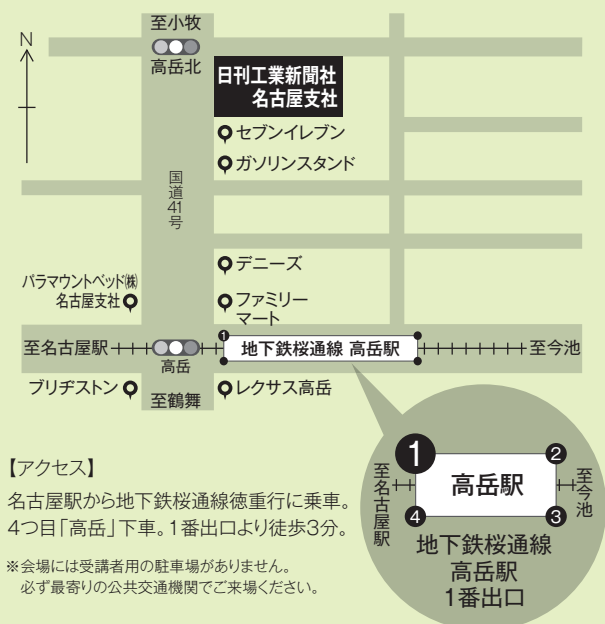 至小牧
N
高岳北
日刊工業新聞社
名古屋支社
セブンイレブン
ガソリンスタンド
国道41号
デニーズ
パラマウントベッド㈱
名古屋支社
ファミリー
マート
至名古屋駅
1
地下鉄桜通線 高岳駅
至今池
高岳
ブリヂストン
至鶴舞
レクサス高岳
【アクセス】
名古屋駅から地下鉄桜通線徳重行に乗車。
4つ目「高岳」下車。1番出口より徒歩3分。
※会場には受講者用の駐車場がありません。
必ず最寄りの公共交通機関でご来場ください。
1
2
至名古屋駅
高岳駅
至今池
4
3
地下鉄桜通線
高岳駅
1番出口